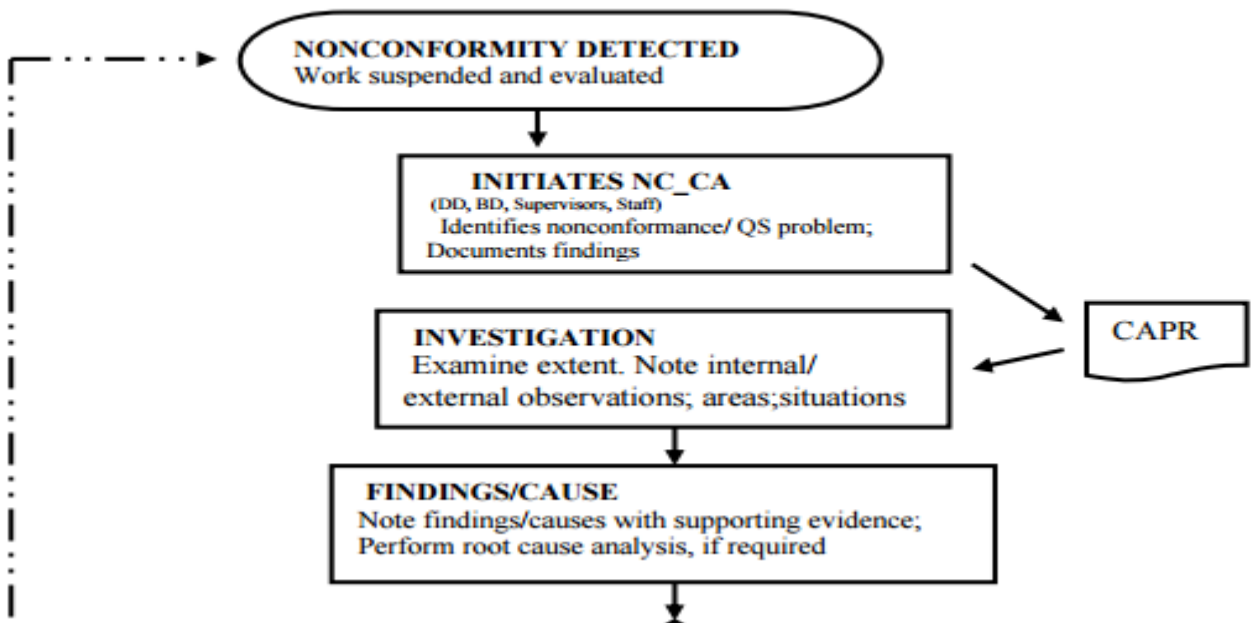 NONCONFORMITY DETECTED
Work suspended and evaluated
INITIATES NC_CA
(DD, BD, Supervisors, Staff)
Identifies nonconformance/ QS problem;
Documents findings
CAPR
INVESTIGATION
Examine extent. Note internal/
external observations; areas;situations
FINDINGS/CAUSE
Note findings/causes with supporting evidence;
Perform root cause analysis, if required